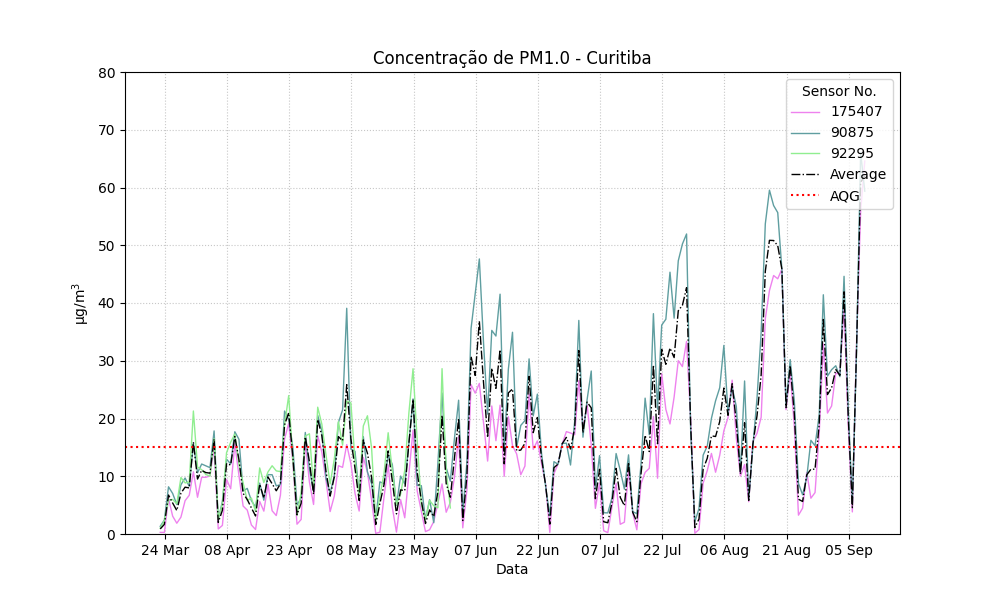 Concentração de PM1.0 - Curitiba
80
70
60
50
40
30
20
10
0
µg/m³
Sensor No.
175407
90875
92295
Average
AQG
24 Mar 08 Apr 23 Apr 08 May 23 May 07 Jun 22 Jun 07 Jul 22 Jul 06 Aug 21 Aug 05 Sep
Data